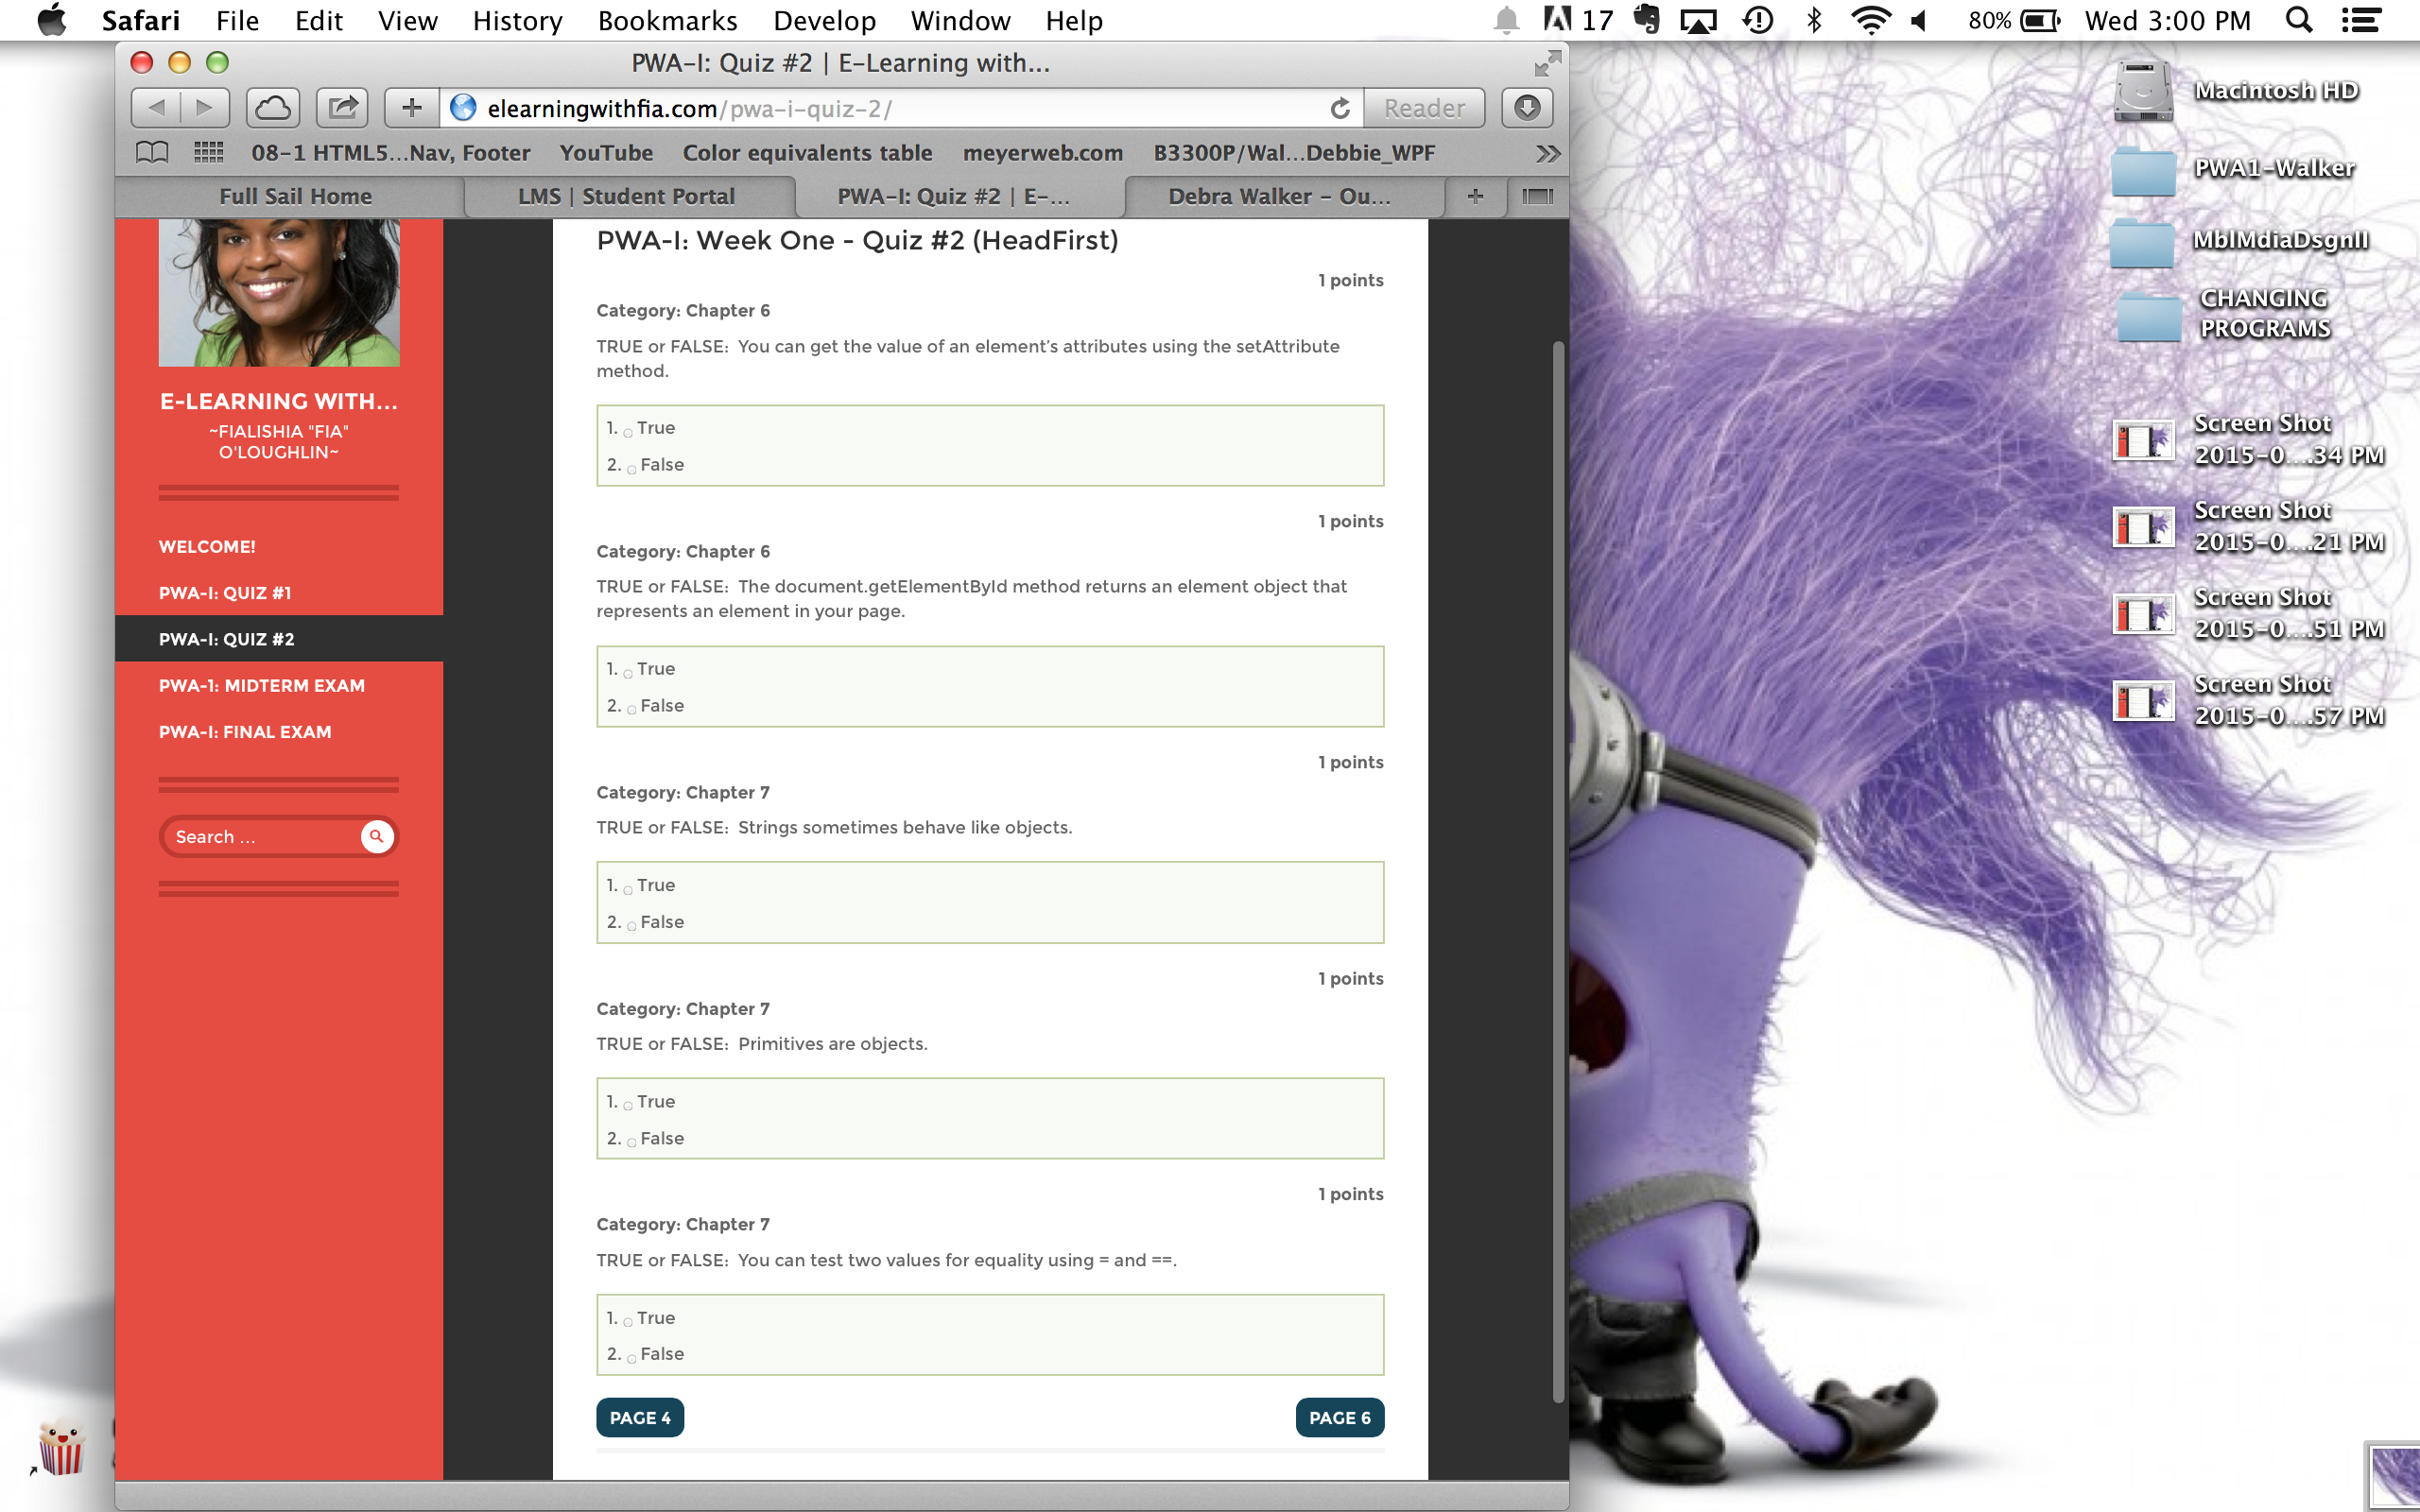 Safari File Edit View History Bookmarks Develop Window Help 17 80% Wed 3:00 PM
PWA-I: Quiz #2 | E-Learning with...
elearningwithfia.com/pwa-i-quiz-2/ Reader
08-1 HTML5...Nav, Footer YouTube Color equivalents table meyerweb.com B3300P/Wal...Debbie_WPF
Full Sail Home LMS | Student Portal PWA-I: Quiz #2 | E-... Debra Walker - Ou...
E-LEARNING WITH...
~FIALISHIA "FIA"
O'LOUGHLIN~
WELCOME!
PWA-I: QUIZ #1
PWA-I: QUIZ #2
PWA-1: MIDTERM EXAM
PWA-I: FINAL EXAM
Search ...
PWA-I: Week One - Quiz #2 (HeadFirst)
1 points
Category: Chapter 6
TRUE or FALSE: You can get the value of an element's attributes using the setAttribute
method.
1. True
2. False
1 points
Category: Chapter 6
TRUE or FALSE: The document.getElementById method returns an element object that
represents an element in your page.
1. True
2. False
1 points
Category: Chapter 7
TRUE or FALSE: Strings sometimes behave like objects.
1. True
2. False
1 points
Category: Chapter 7
TRUE or FALSE: Primitives are objects.
1. True
2. False
1 points
Category: Chapter 7
TRUE or FALSE: You can test two values for equality using = and ==.
1. True
2. False
PAGE 4 PAGE 6
Macintosh HD
PWA1-Walker
MblMdiaDsgnII
CHANGING
PROGRAMS
Screen Shot
2015-0....34 PM
Screen Shot
2015-0....21 PM
Screen Shot
2015-0....51 PM
Screen Shot
2015-0....57 PM